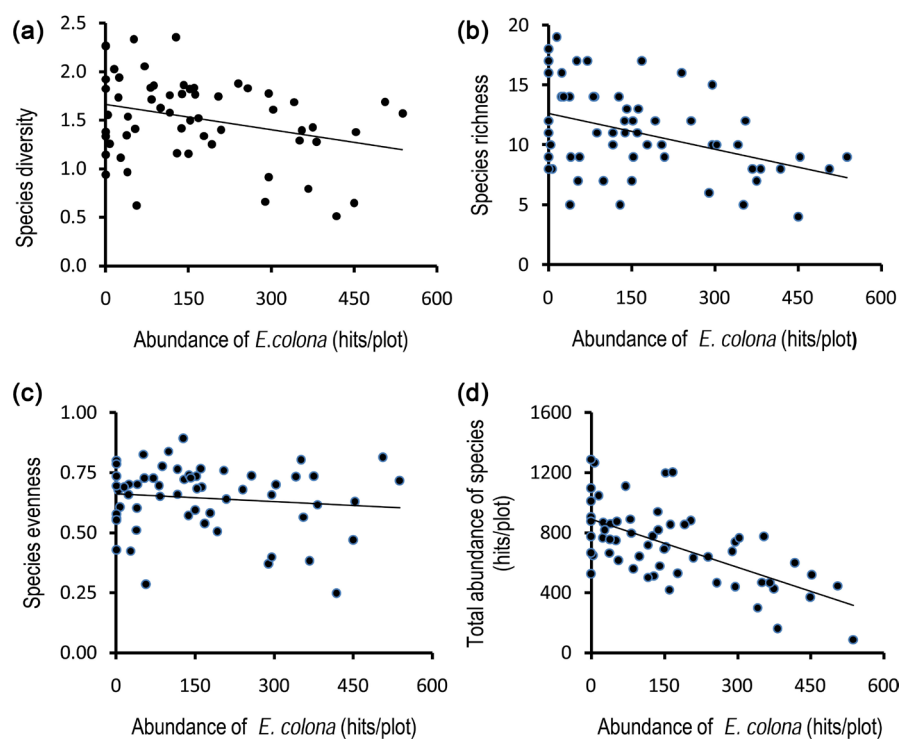 (a)
2.5
2.0
1.5
1.0
0.5
0.0
Species diversity
0 150 300 450 600
Abundance of E.colona (hits/plot)
(b)
20
15
10
5
0
Species richness
0 150 300 450 600
Abundance of E. colona (hits/plot)
(c)
1.00
0.75
0.50
0.25
0.00
Species evenness
0 150 300 450 600
Abundance of E. colona (hits/plot)
(d)
1600
1200
800
400
0
Total abundance of species
(hits/plot)
0 150 300 450 600
Abundance of E. colona (hits/plot)